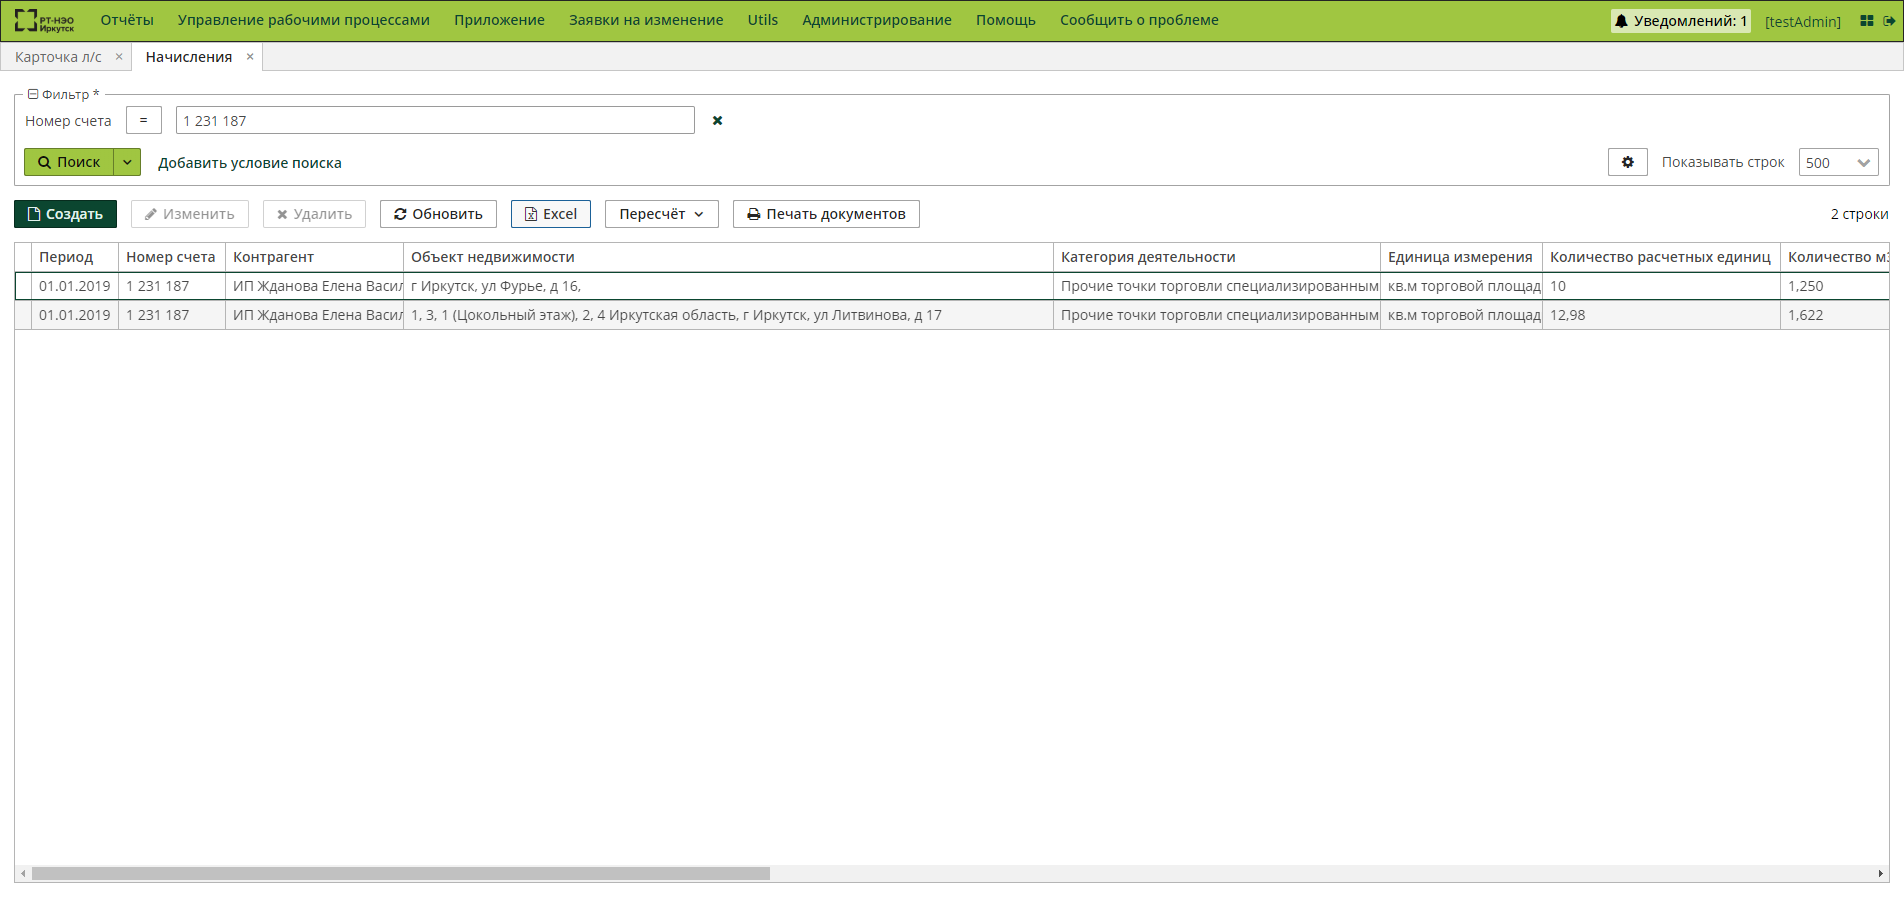 РТ-НЭО Иркутск Отчёты Управление рабочими процессами Приложение Заявки на изменение Utils Администрирование Помощь Сообщить о проблеме Уведомлений: 1 [testAdmin]
Карточка л/с × Начисления ×
Фильтр *
Номер счета = 1 231 187
Поиск Добавить условие поиска Показывать строк 500
Создать Изменить Удалить Обновить Excel Пересчёт Печать документов 2 строки
Период Номер счета Контрагент Объект недвижимости Категория деятельности Единица измерения Количество расчетных единиц Количество м3
01.01.2019 1 231 187 ИП Жданова Елена Васил г Иркутск, ул Фурье, д 16, Прочие точки торговли специализированным кв.м торговой площад 10 1,250
01.01.2019 1 231 187 ИП Жданова Елена Васил 1, 3, 1 (Цокольный этаж), 2, 4 Иркутская область, г Иркутск, ул Литвинова, д 17 Прочие точки торговли специализированным кв.м торговой площад 12,98 1,622